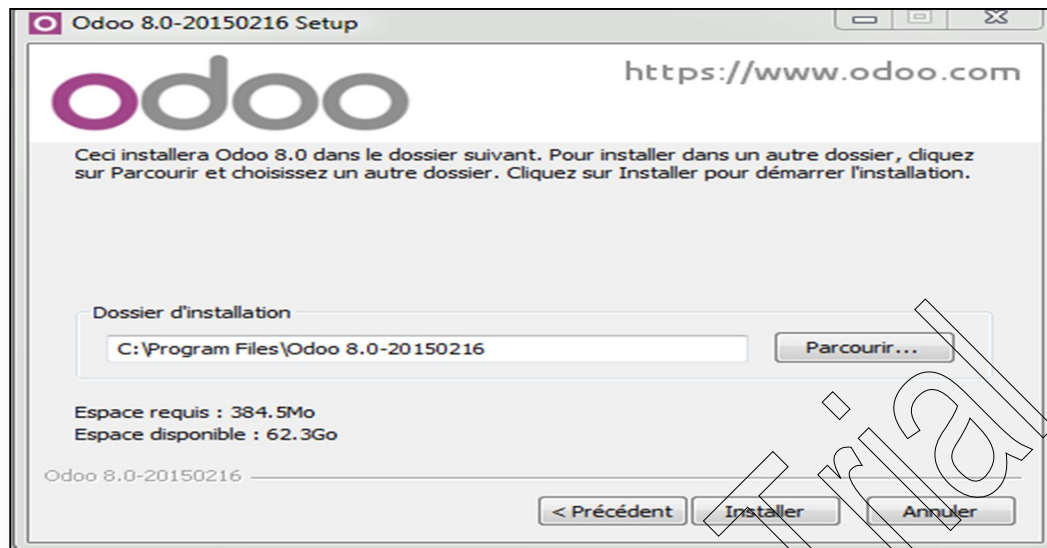 Odoo 8.0-20150216 Setup
odoo
https://www.odoo.com
Ceci installera Odoo 8.0 dans le dossier suivant. Pour installer dans un autre dossier, cliquez
sur Parcourir et choisissez un autre dossier. Cliquez sur Installer pour démarrer l'installation.
Dossier d'installation
C:\Program Files\Odoo 8.0-20150216
Parcourir...
Espace requis : 384.5Mo
Espace disponible : 62.3Go
Odoo 8.0-20150216
< Précédent
Installer
Annuler
Trial